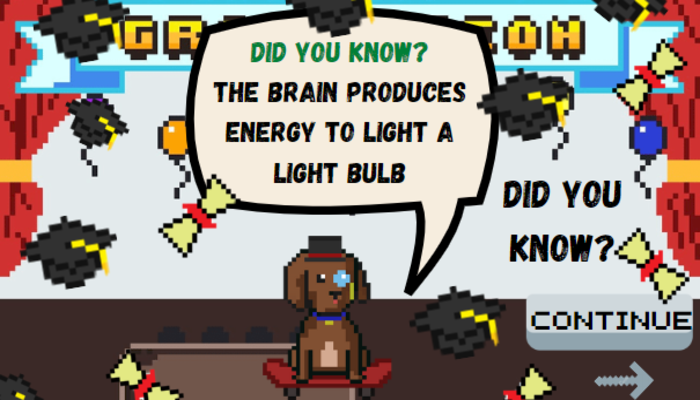 DID YOU KNOW?
THE BRAIN PRODUCES
ENERGY TO LIGHT A
LIGHT BULB
DID YOU
KNOW?
CONTINUE